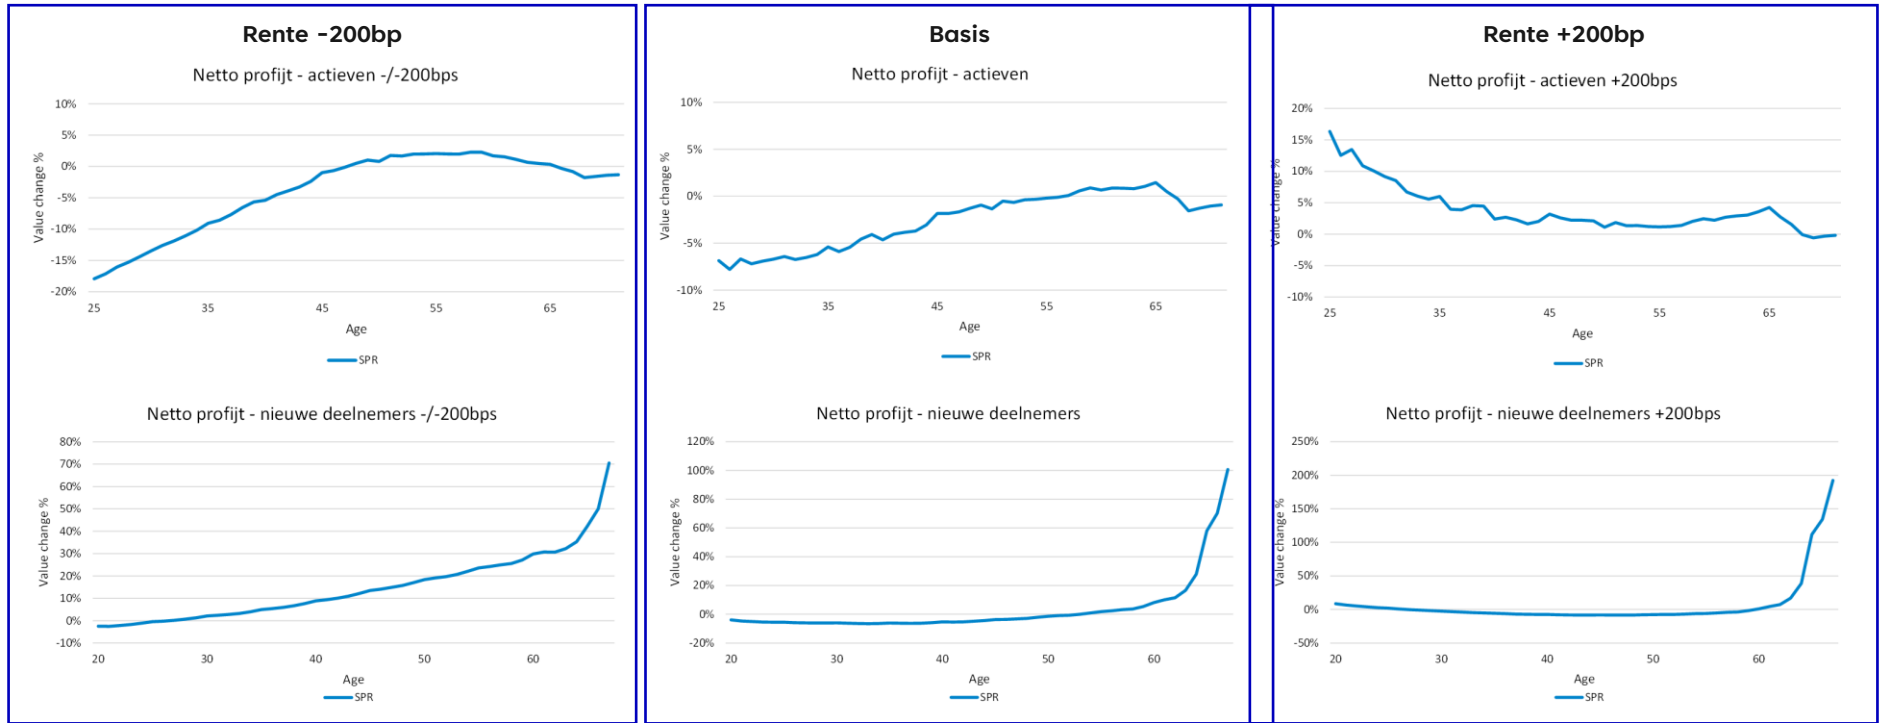 Rente -200bp
Netto profijt - actieven -/-200bps
Value change %
10%
5%
0%
-5%
-10%
-15%
-20%
25 35 45 55 65
Age
SPR
Netto profijt - nieuwe deelnemers -/-200bps
Value change %
80%
70%
60%
50%
40%
30%
20%
10%
0%
-10%
20 30 40 50 60
Age
SPR
Basis
Netto profijt - actieven
Value change %
10%
5%
0%
-5%
-10%
25 35 45 55 65
Age
SPR
Netto profijt - nieuwe deelnemers
Value change %
120%
100%
80%
60%
40%
20%
0%
-20%
20 30 40 50 60
Age
SPR
Rente +200bp
Netto profijt - actieven +200bps
Value change %
20%
15%
10%
5%
0%
-5%
-10%
25 35 45 55 65
Age
SPR
Netto profijt - nieuwe deelnemers +200bps
Value change %
250%
200%
150%
100%
50%
0%
-50%
20 30 40 50 60
Age
SPR